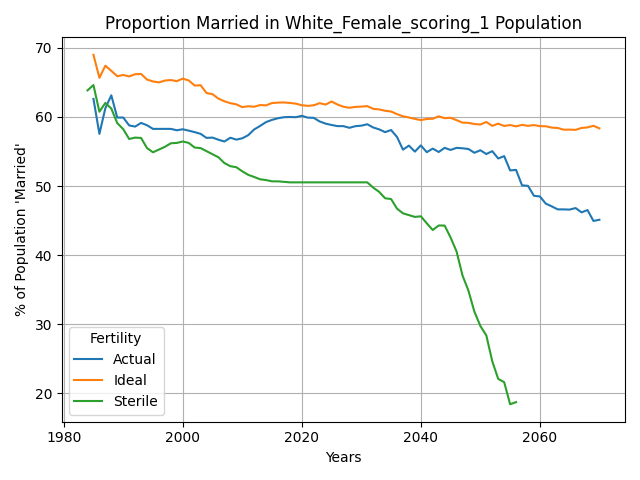 Proportion Married in White_Female_scoring_1 Population
% of Population 'Married'
70
60
50
40
30
20
Fertility
Actual
Ideal
Sterile
1980
2000
2020
2040
2060
Years